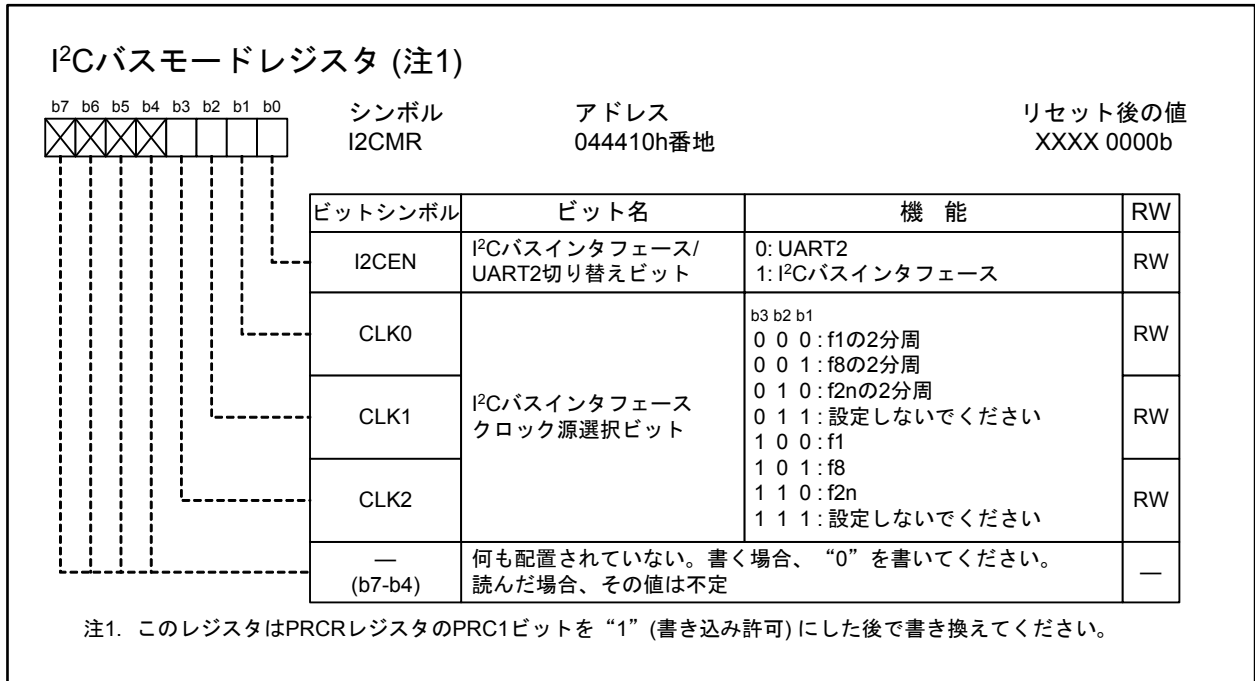 I²Cバスモードレジスタ (注1)
b7 b6 b5 b4 b3 b2 b1 b0
シンボル アドレス リセット後の値
I2CMR 044410h番地 XXXX 0000b
ビットシンボル ビット名 機 能 RW
I2CEN I²Cバスインタフェース/ 0: UART2 RW
UART2切り替えビット 1: I²Cバスインタフェース
b3 b2 b1
CLK0 0 0 0 : f1の2分周 RW
0 0 1 : f8の2分周
0 1 0 : f2nの2分周
CLK1 I²Cバスインタフェース 0 1 1 : 設定しないでください RW
クロック源選択ビット 1 0 0 : f1
1 0 1 : f8
CLK2 1 1 0 : f2n RW
1 1 1 : 設定しないでください
— 何も配置されていない。書く場合、“0”を書いてください。 —
(b7-b4) 読んだ場合、その値は不定
注1. このレジスタはPRCRレジスタのPRC1ビットを“1”(書き込み許可) にした後で書き換えてください。